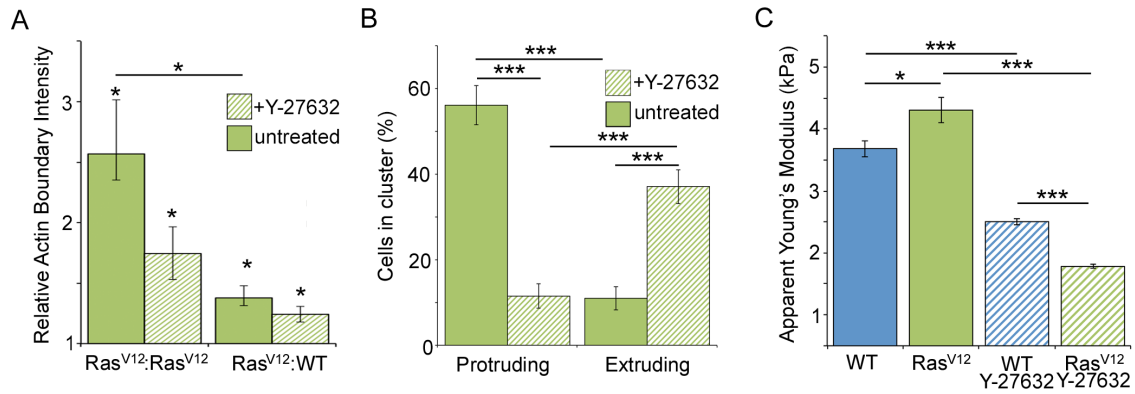 A
Relative Actin Boundary Intensity
3
2
1
*
*
*
*
*
+Y-27632
untreated
Ras^V12:Ras^V12
Ras^V12:WT
B
Cells in cluster (%)
60
40
20
0
***
***
***
***
+Y-27632
untreated
Protruding
Extruding
C
Apparent Young's Modulus (kPa)
5
4
3
2
1
***
*
***
***
WT
Ras^V12
WT
Y-27632
Ras^V12
Y-27632